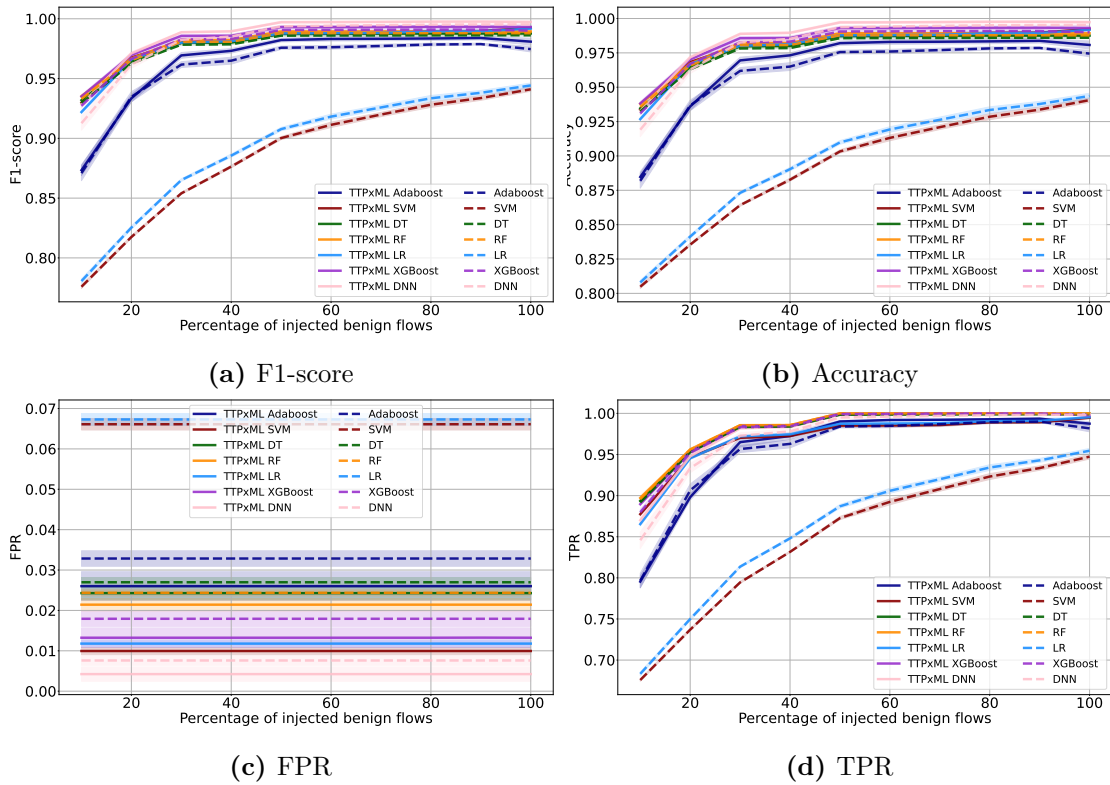 1.00
0.95
0.90
0.85
0.80
F1-score
20 40 60 80 100
Percentage of injected benign flows
TTPxML Adaboost Adaboost
TTPxML SVM SVM
TTPxML DT DT
TTPxML RF RF
TTPxML LR LR
TTPxML XGBoost XGBoost
TTPxML DNN DNN
(a) F1-score
1.000
0.975
0.950
0.925
0.900
0.875
0.850
0.825
0.800
Accuracy
20 40 60 80 100
Percentage of injected benign flows
TTPxML Adaboost Adaboost
TTPxML SVM SVM
TTPxML DT DT
TTPxML RF RF
TTPxML LR LR
TTPxML XGBoost XGBoost
TTPxML DNN DNN
(b) Accuracy
0.07
0.06
0.05
0.04
0.03
0.02
0.01
0.00
FPR
20 40 60 80 100
Percentage of injected benign flows
TTPxML Adaboost Adaboost
TTPxML SVM SVM
TTPxML DT DT
TTPxML RF RF
TTPxML LR LR
TTPxML XGBoost XGBoost
TTPxML DNN DNN
(c) FPR
1.00
0.95
0.90
0.85
0.80
0.75
0.70
TPR
20 40 60 80 100
Percentage of injected benign flows
TTPxML Adaboost Adaboost
TTPxML SVM SVM
TTPxML DT DT
TTPxML RF RF
TTPxML LR LR
TTPxML XGBoost XGBoost
TTPxML DNN DNN
(d) TPR